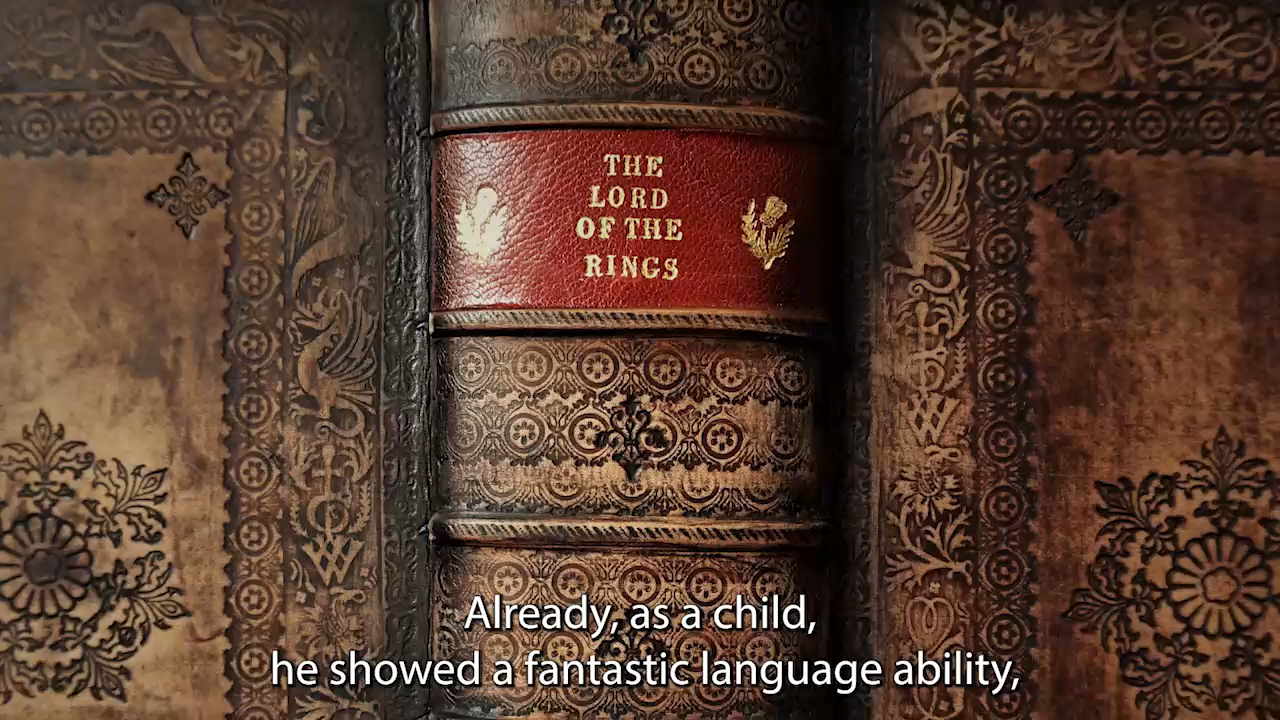 THE
LORD
OF THE
RINGS
Already, as a child,
he showed a fantastic language ability,